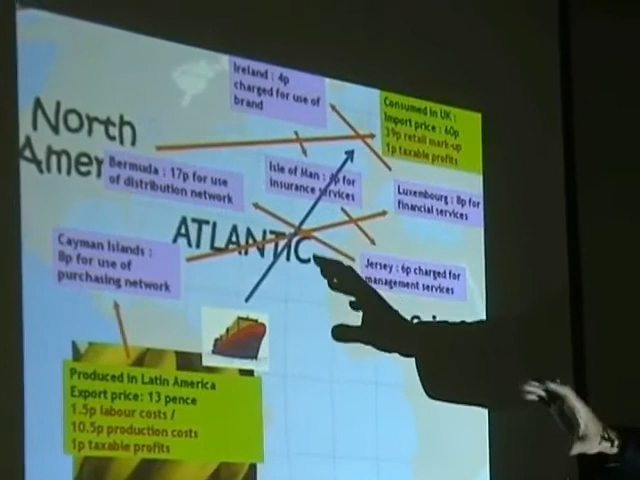 Ireland : 4p
charged for use of
brand
Consumed in UK :
Import price : 60p
39p retail mark-up
1p taxable profits
North
Amer
Bermuda : 17p for use
of distribution network
Isle of Man : for
insurance services
Luxembourg : 8p for
financial services
ATLANTIC
Cayman Islands :
8p for use of
purchasing network
Jersey : 6p charged for
management services
Produced in Latin America
Export price: 13 pence
1.5p labour costs /
10.5p production costs
1p taxable profits